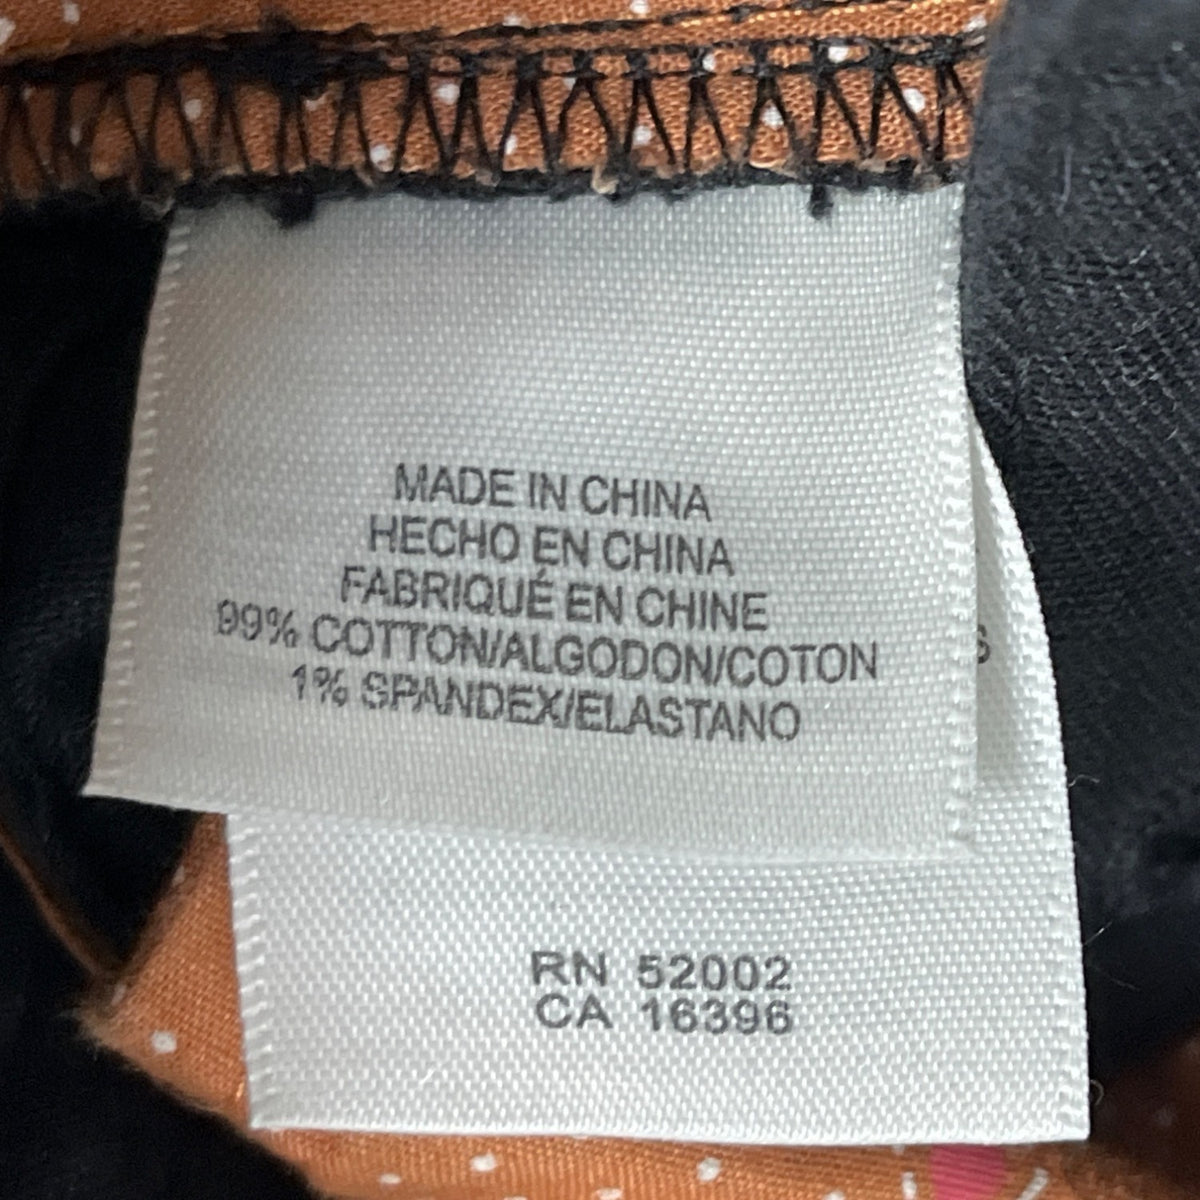 MADE IN CHINA
HECHO EN CHINA
FABRIQUÉ EN CHINE
99% COTTON/ALGODON/COTON
1% SPANDEX/ELASTANO
RN 52002
CA 16396